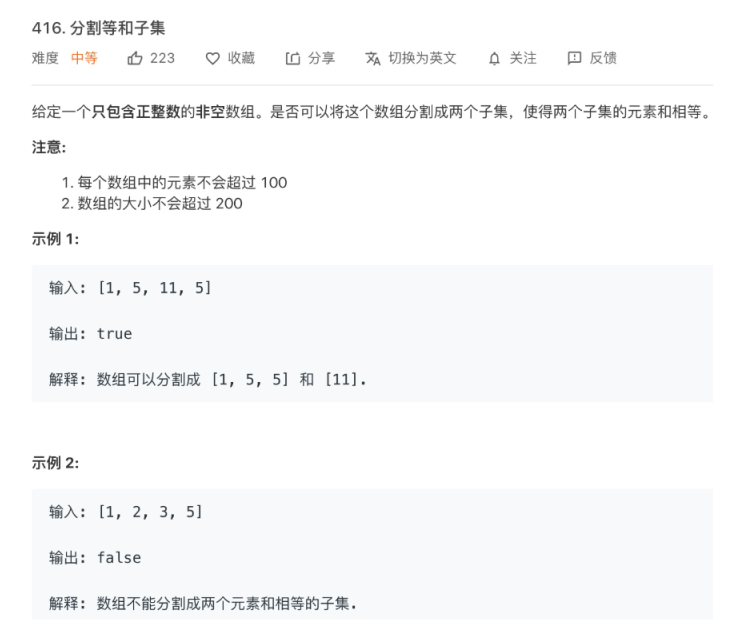 416. 分割等和子集
难度 中等 223 收藏 分享 切换为英文 关注 反馈
给定一个只包含正整数的非空数组。是否可以将这个数组分割成两个子集，使得两个子集的元素和相等。
注意:
1. 每个数组中的元素不会超过 100
2. 数组的大小不会超过 200
示例 1:
输入: [1, 5, 11, 5]
输出: true
解释: 数组可以分割成 [1, 5, 5] 和 [11].
示例 2:
输入: [1, 2, 3, 5]
输出: false
解释: 数组不能分割成两个元素和相等的子集.